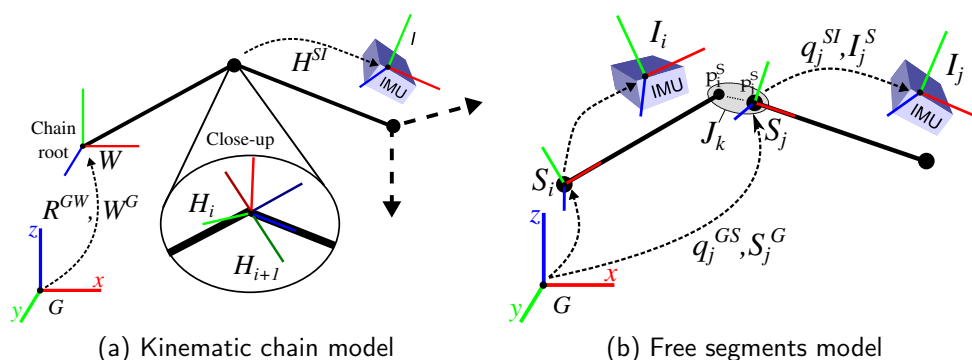 I
H^{SI}
IMU
Chain
root
W
Close-up
R^{GW}, W^G
H_i
H_{i+1}
z
x
y
G
(a) Kinematic chain model
I_i
q_j^{SI}, I_j^S
I_j
IMU
p_i^S
p_j^S
IMU
J_k
S_j
S_i
q_j^{GS}, S_j^G
z
x
y
G
(b) Free segments model